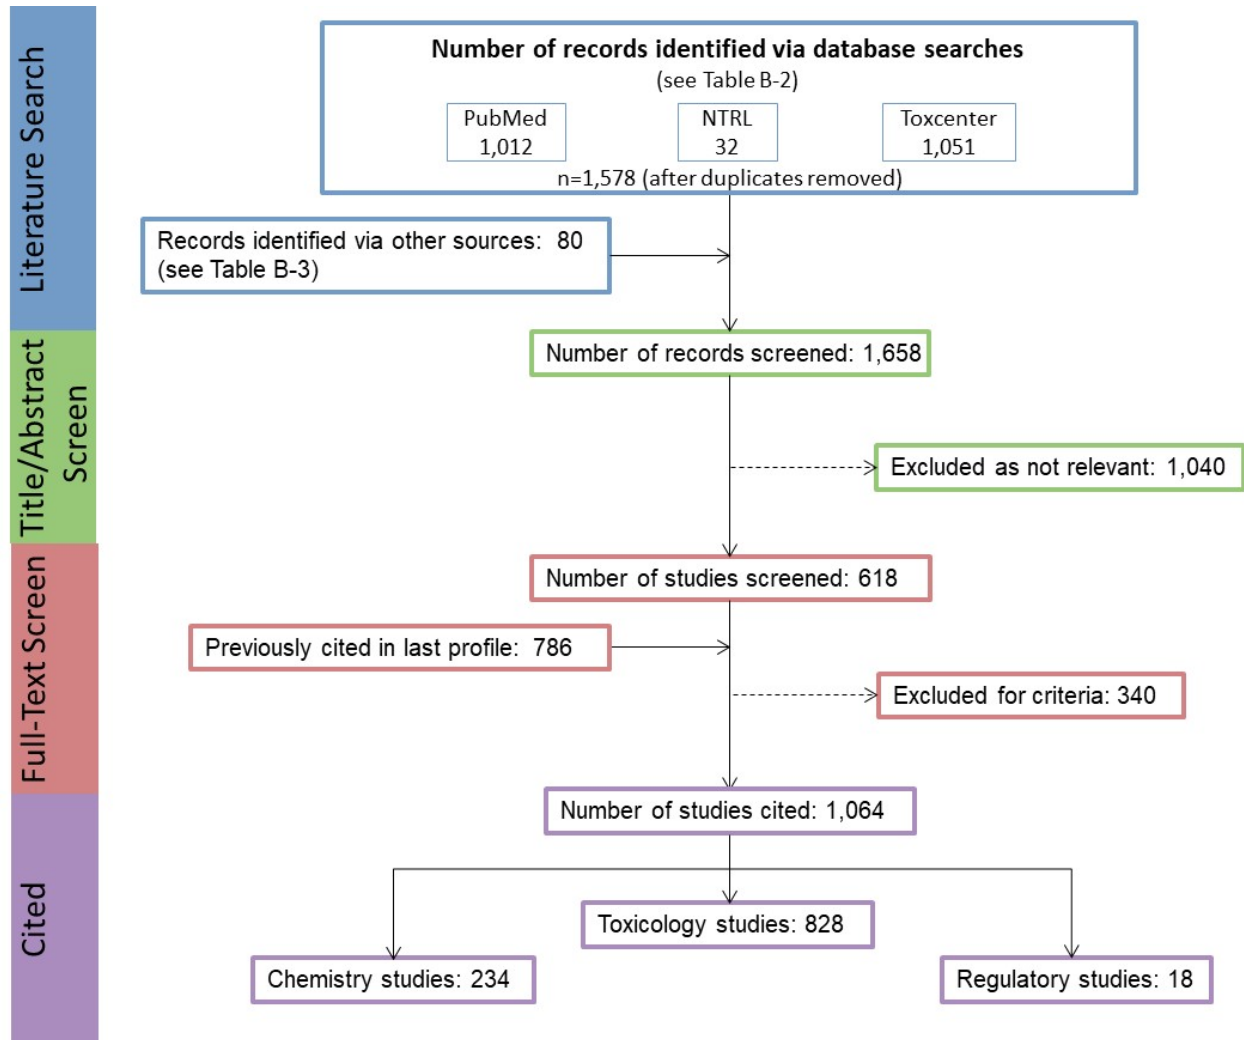 Literature Search
Number of records identified via database searches
(see Table B-2)
PubMed
1,012
NTRL
32
Toxcenter
1,051
n=1,578 (after duplicates removed)
Records identified via other sources: 80
(see Table B-3)
Title/Abstract
Screen
Number of records screened: 1,658
Excluded as not relevant: 1,040
Full-Text Screen
Number of studies screened: 618
Previously cited in last profile: 786
Excluded for criteria: 340
Cited
Number of studies cited: 1,064
Toxicology studies: 828
Chemistry studies: 234
Regulatory studies: 18